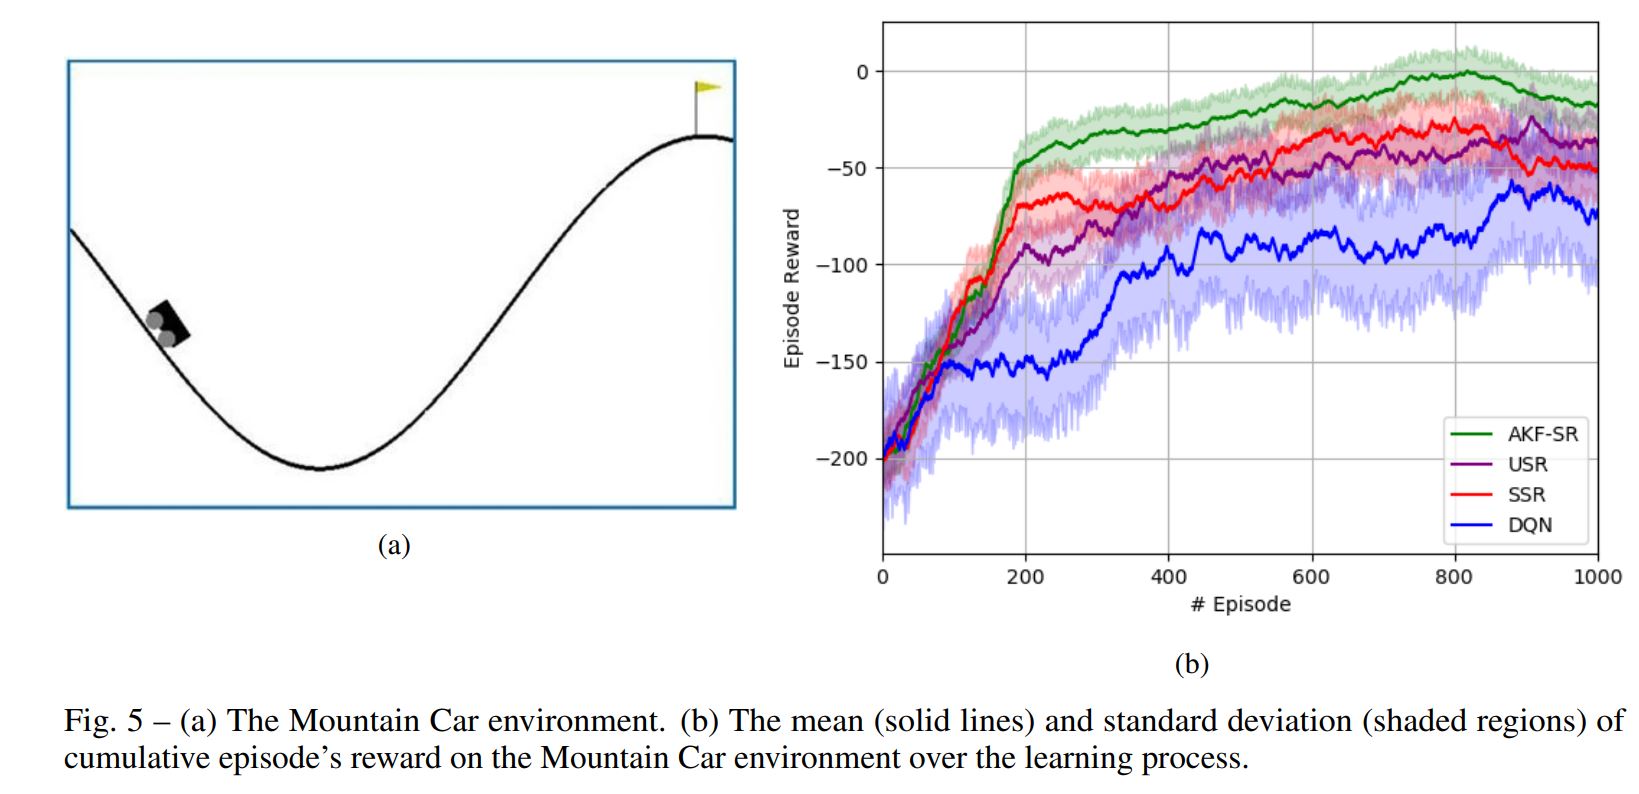 (a)
0
−50
−100
−150
−200
Episode Reward
0 200 400 600 800 1000
# Episode
AKF-SR
USR
SSR
DQN
(b)
Fig. 5 – (a) The Mountain Car environment. (b) The mean (solid lines) and standard deviation (shaded regions) of
cumulative episode’s reward on the Mountain Car environment over the learning process.